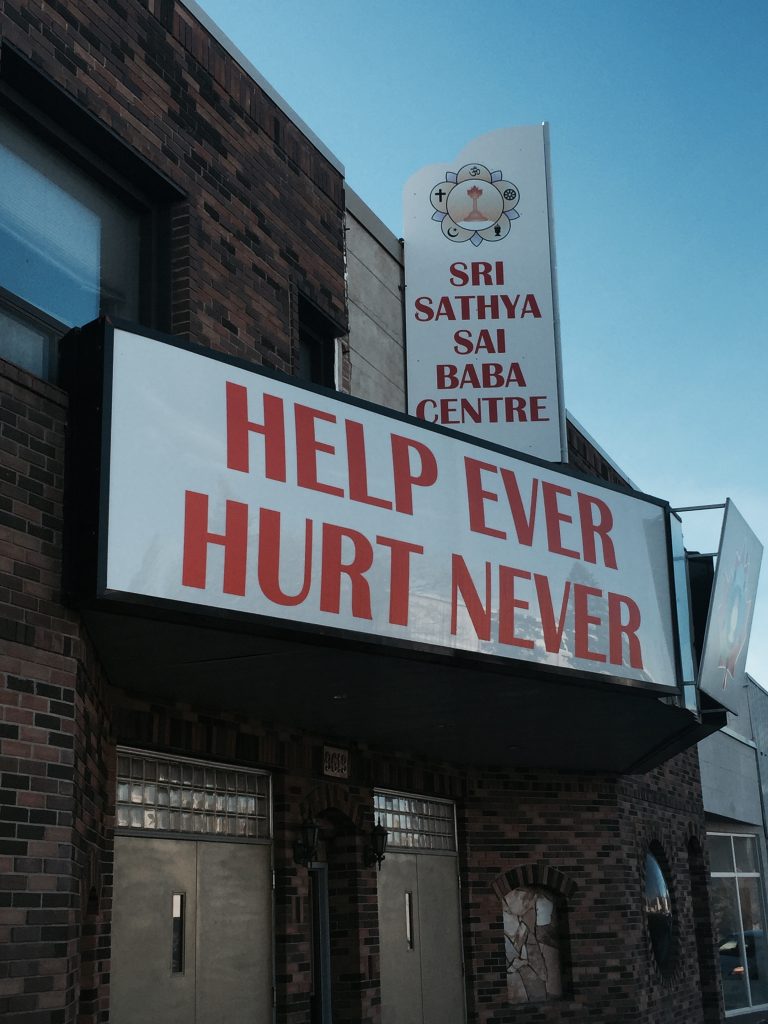 SRI
SATHYA
SAI
BABA
CENTRE
HELP EVER
HURT NEVER